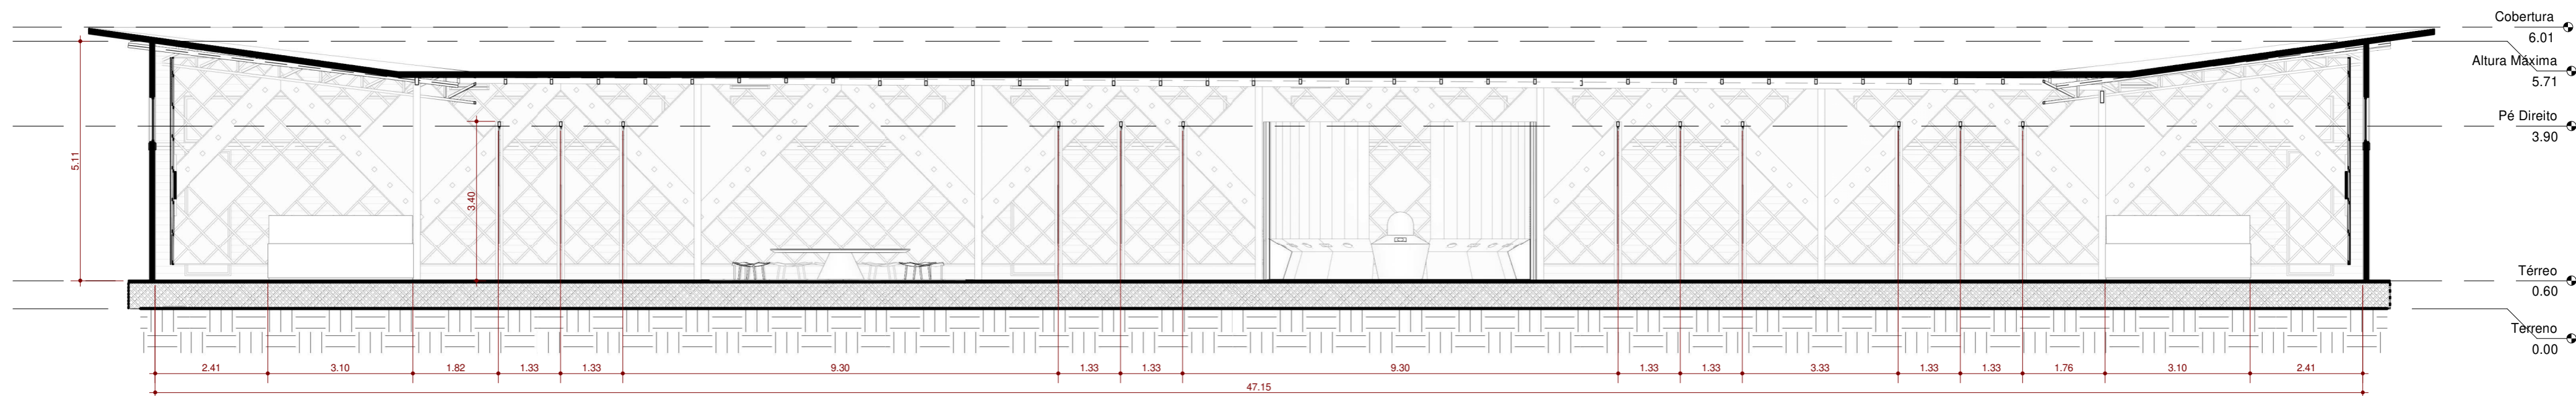 Cobertura
6.01
Altura Máxima
5.71
Pé Direito
3.90
5.11
3.40
Térreo
0.60
Terreno
0.00
2.41 3.10 1.82 1.33 1.33 9.30 1.33 1.33 9.30 1.33 1.33 3.33 1.33 1.33 1.76 3.10 2.41
47.15